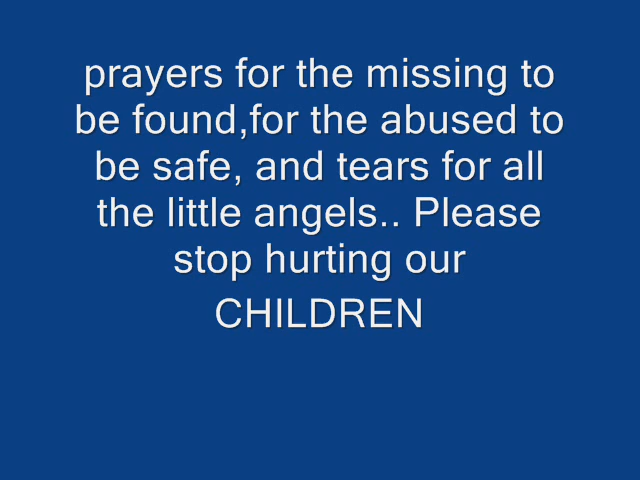 prayers for the missing to
be found,for the abused to
be safe, and tears for all
the little angels.. Please
stop hurting our
CHILDREN